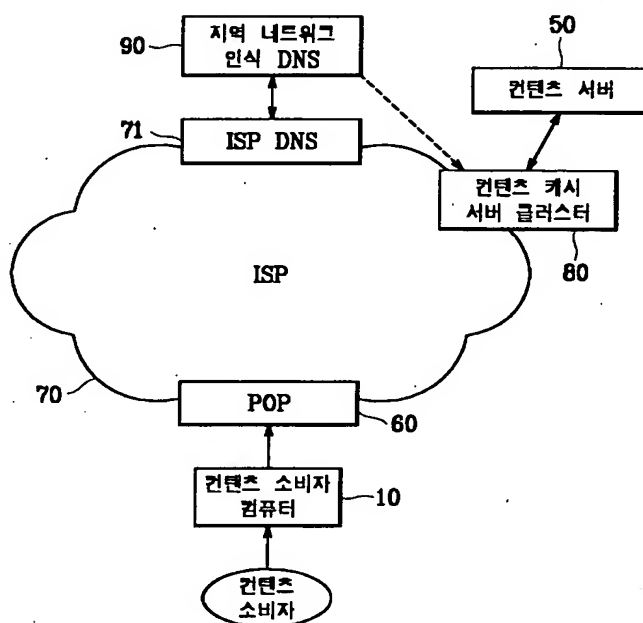 90
지역 네트워크
인식 DNS
50
컨텐츠 서버
71
ISP DNS
컨텐츠 캐시
서버 클러스터
80
ISP
70
POP
60
컨텐츠 소비자
컴퓨터
10
컨텐츠
소비자